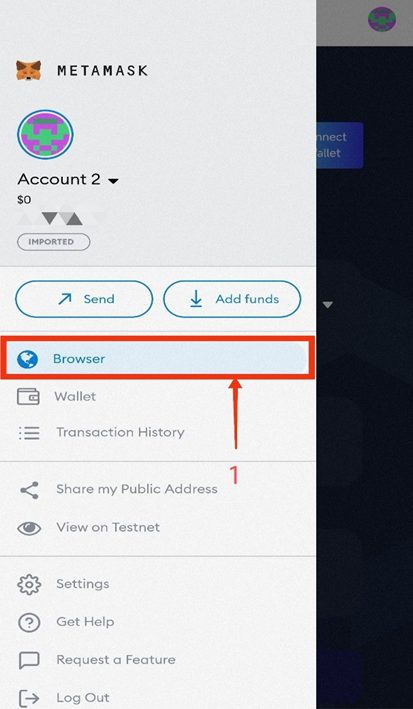 METAMASK
nnect
allet
Account 2
$0
IMPORTED
Send
Add funds
Browser
Wallet
1
Transaction History
Share my Public Address
View on Testnet
Settings
Get Help
Request a Feature
Log Out